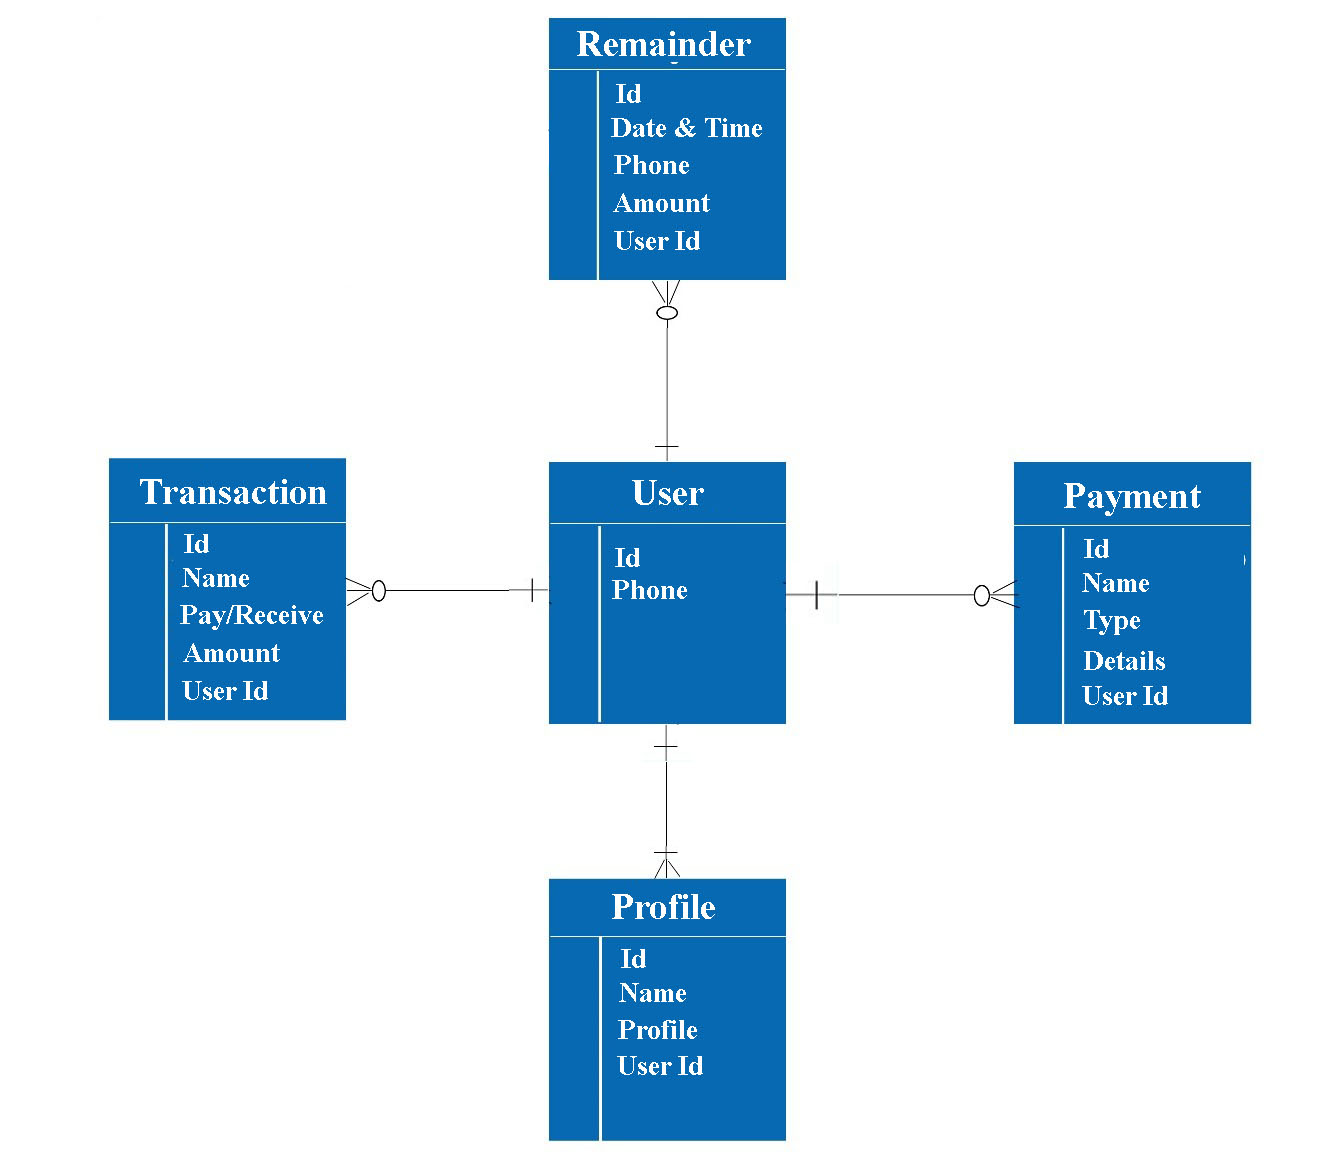 Remainder
Id
Date & Time
Phone
Amount
User Id
Transaction
Id
Name
Pay/Receive
Amount
User Id
User
Id
Phone
Payment
Id
Name
Type
Details
User Id
Profile
Id
Name
Profile
User Id